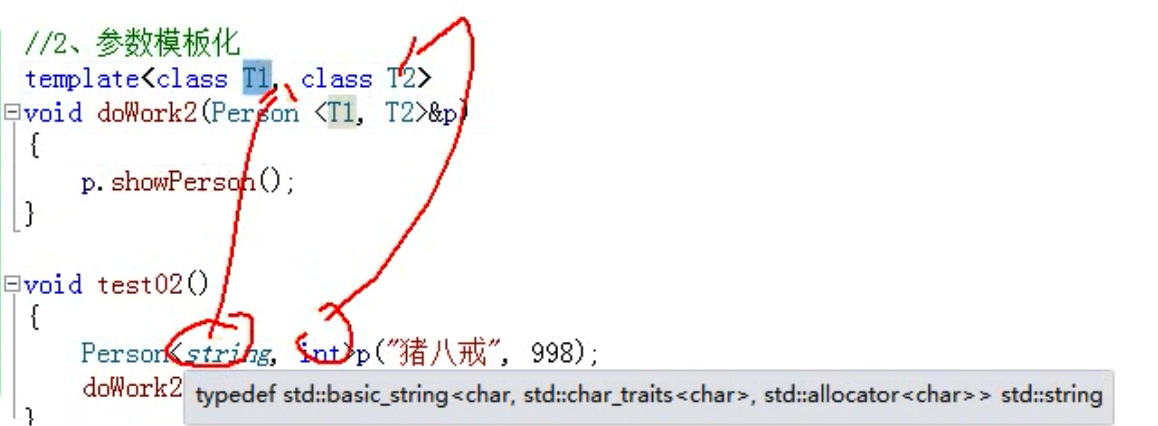 //2、参数模板化
template<class T1, class T2>
void doWork2(Person <T1, T2>&p)
{
p.showPerson();
}
void test02()
{
Person<string, int>p("猪八戒", 998);
doWork2
typedef std::basic_string<char, std::char_traits<char>, std::allocator<char>> std::string
}